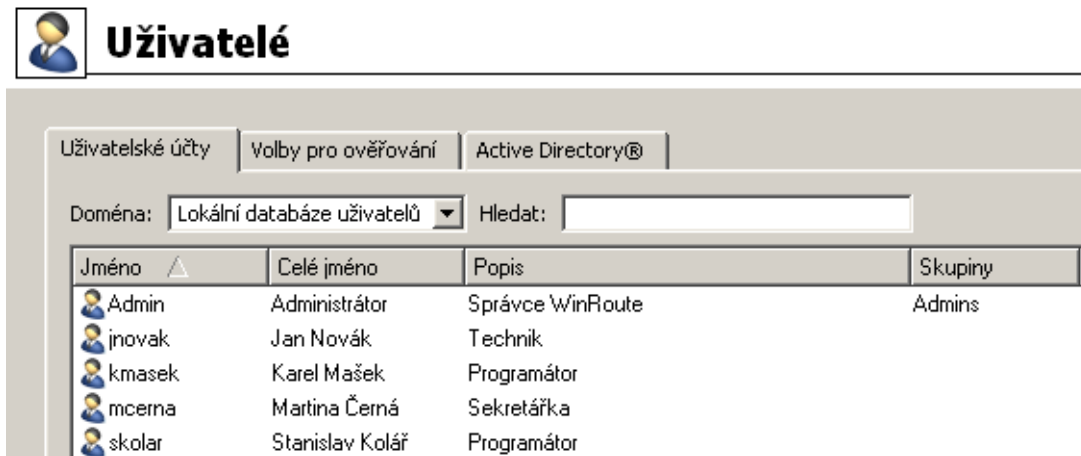 Uživatelé
Uživatelské účty Volby pro ověřování Active Directory®
Doména: Lokální databáze uživatelů Hledat:
Jméno Celé jméno Popis Skupiny
Admin Administrátor Správce WinRoute Admins
jnovak Jan Novák Technik
kmasek Karel Mašek Programátor
mcerna Martina Černá Sekretářka
skolar Stanislav Kolář Programátor